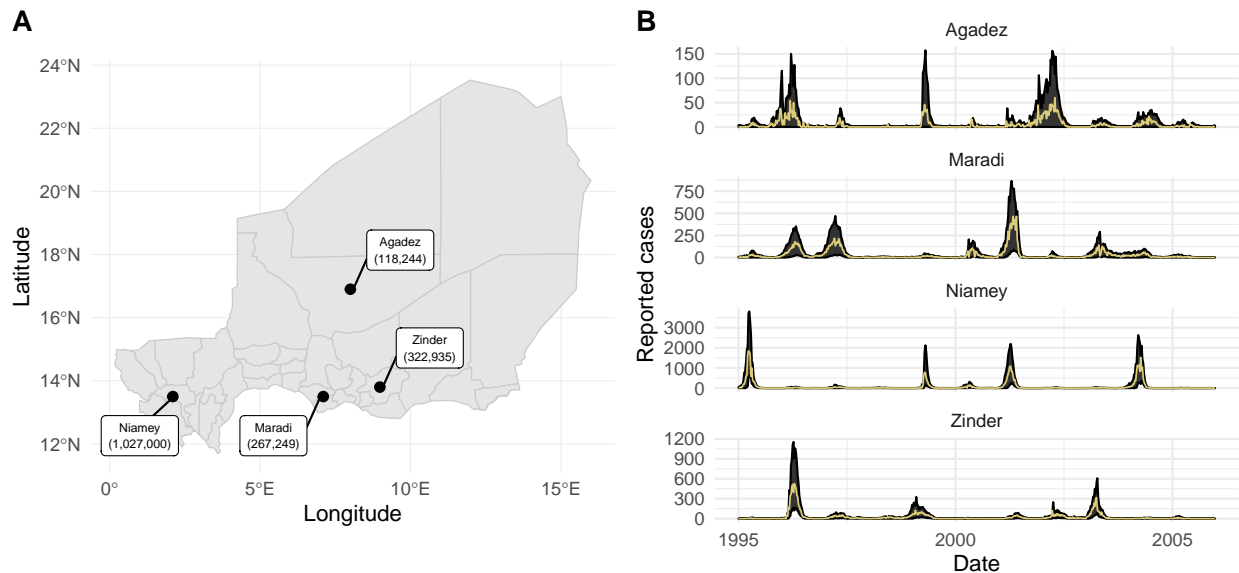 A
24°N
22°N
20°N
18°N
16°N
14°N
12°N
Latitude
Agadez
(118,244)
Zinder
(322,935)
Niamey
(1,027,000)
Maradi
(267,249)
0°
5°E
10°E
15°E
Longitude
B
Reported cases
Agadez
150
100
50
0
Maradi
750
500
250
0
Niamey
3000
2000
1000
0
Zinder
1200
900
600
300
0
1995
2000
2005
Date